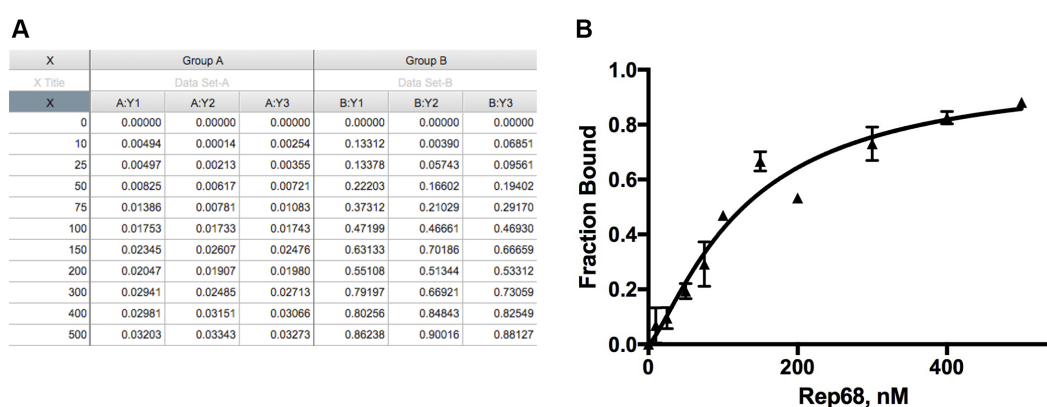 A
X Group A Group B
X Title Data Set-A Data Set-B
X A:Y1 A:Y2 A:Y3 B:Y1 B:Y2 B:Y3
0 0.00000 0.00000 0.00000 0.00000 0.00000 0.00000
10 0.00494 0.00014 0.00254 0.13312 0.00390 0.06851
25 0.00497 0.00213 0.00355 0.13378 0.05743 0.09561
50 0.00825 0.00617 0.00721 0.22203 0.16602 0.19402
75 0.01386 0.00781 0.01083 0.37312 0.21029 0.29170
100 0.01753 0.01733 0.01743 0.47199 0.46661 0.46930
150 0.02345 0.02607 0.02476 0.63133 0.70186 0.66659
200 0.02047 0.01907 0.01980 0.55108 0.51344 0.53312
300 0.02941 0.02485 0.02713 0.79197 0.66921 0.73059
400 0.02981 0.03151 0.03066 0.80256 0.84843 0.82549
500 0.03203 0.03343 0.03273 0.86238 0.90016 0.88127
B
Fraction Bound
1.0
0.8
0.6
0.4
0.2
0.0
0 200 400
Rep68, nM